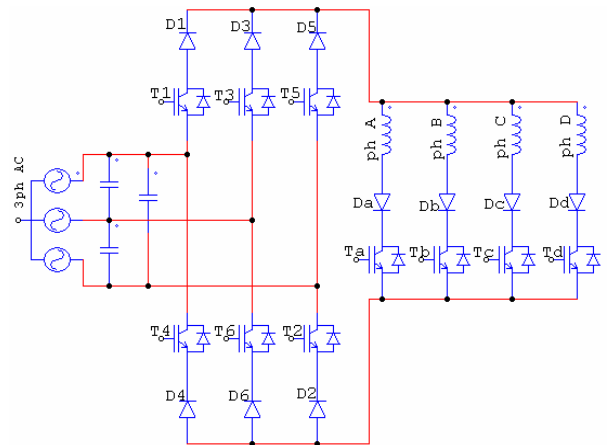 D1 D3 D5
T1 T3 T5
ph A ph B ph C ph D
3ph AC
Da Db Dc Dd
Ta Tb Tc Td
T4 T6 T2
D4 D6 D2